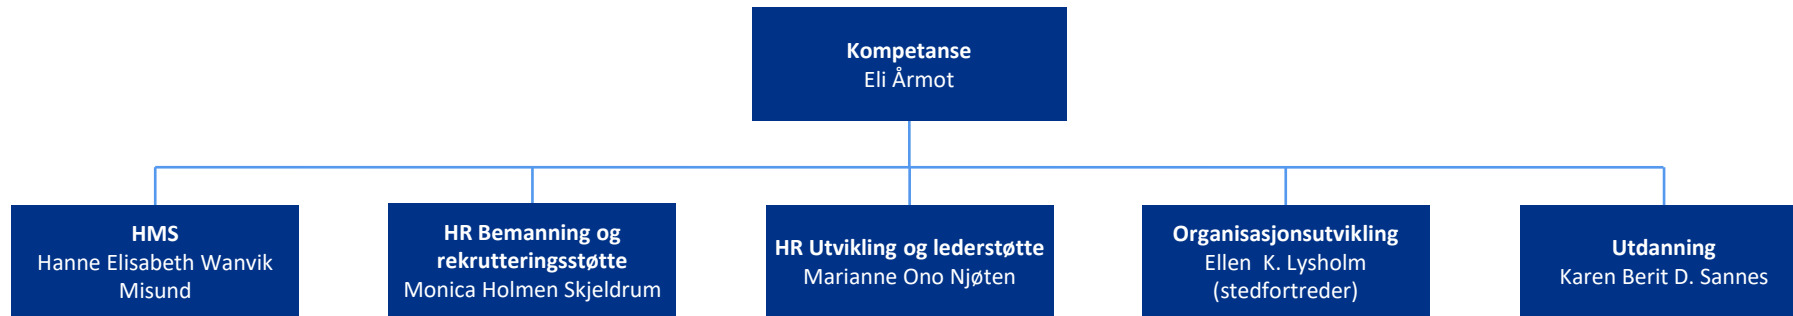 Kompetanse
Eli Årmot
HMS
Hanne Elisabeth Wanvik
Misund
HR Bemanning og
rekrutteringsstøtte
Monica Holmen Skjeldrum
HR Utvikling og lederstøtte
Marianne Ono Njøten
Organisasjonsutvikling
Ellen  K. Lysholm
(stedfortreder)
Utdanning
Karen Berit D. Sannes